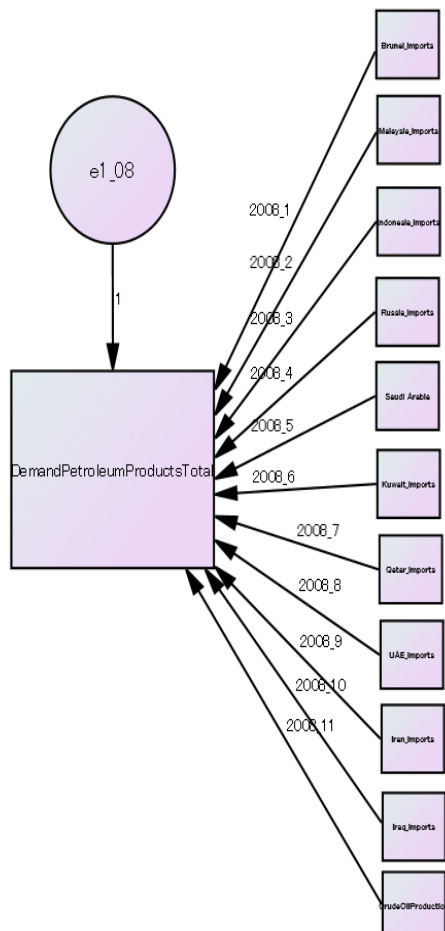 Brunei_Imports
Malaysia_Imports
e1_08
2008_1
Indonesia_Imports
2008_2
1
2008_3
Russia_Imports
2008_4
Saudi Arabia
2008_5
DemandPetroleumProductsTotal
2008_6
Kuwait_Imports
2008_7
Qatar_Imports
2008_8
2008_9
UAE_Imports
2008_10
Iran_Imports
2008_11
Iraq_Imports
CrudeOilProductio